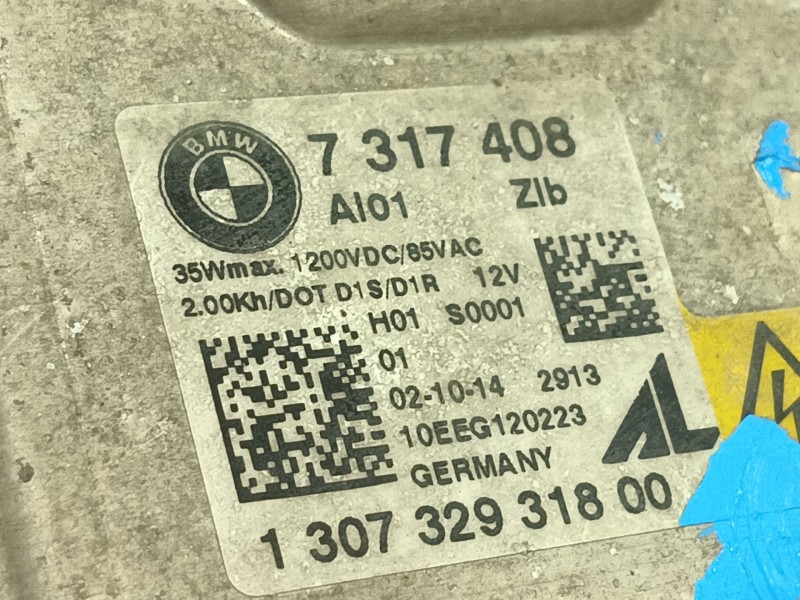 BMW
7 317 408
AI01 ZIb
35Wmax. 1200VDC/85VAC
2.00Kh/DOT D1S/D1R 12V
H01 S0001
01
02-10-14 2913
10EEG120223
AL
GERMANY
1 307 329 318 00